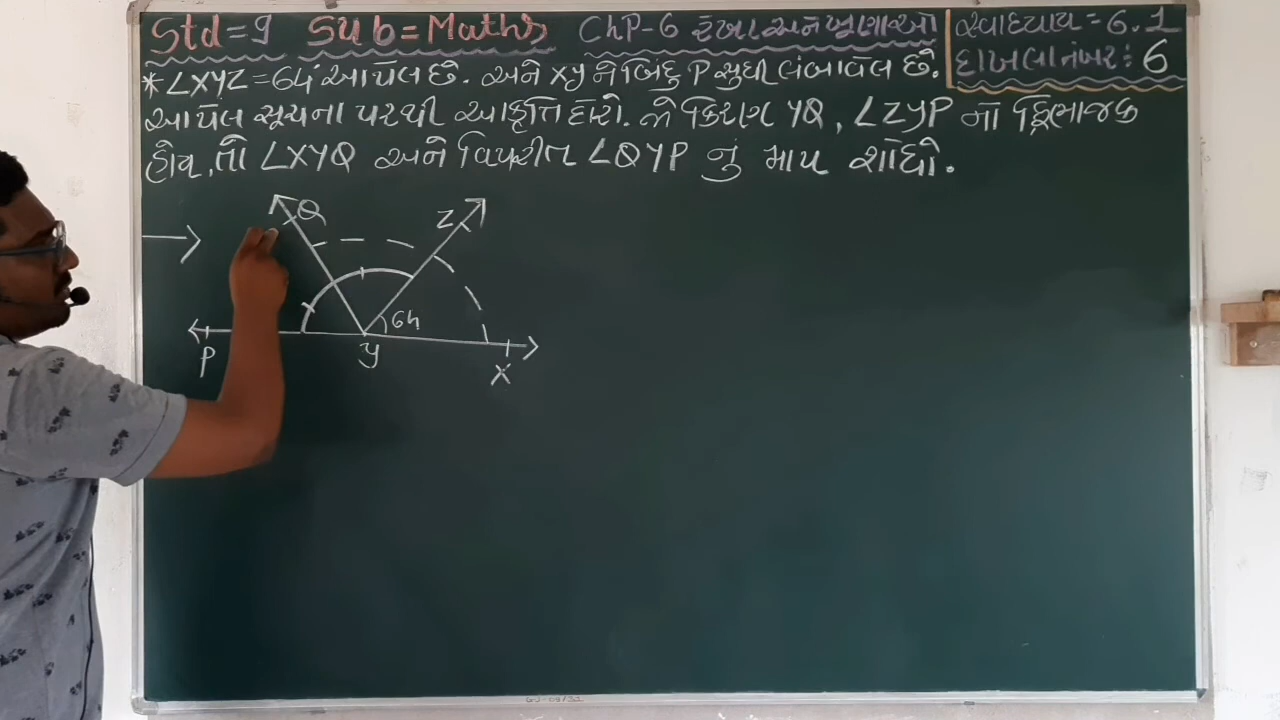 Std=9 Sub=Maths ChP-6 રેખા અને ખૂણાઓ
સ્વાધ્યાય = 6.1
દાખલા નંબર: 6
* ∠XYZ = 64 આપેલ છે. અને XY ને બિંદુ P સુધી લંબાવેલ છે.
આપેલ સૂચના પરથી આકૃતિ દોરો. જો કિરણ YQ, ∠ZYP નો દ્વિભાજક
હોય, તો ∠XYQ અને વિપરીત ∠QYP નું માપ શોધો.
Q Z
64
P Y X